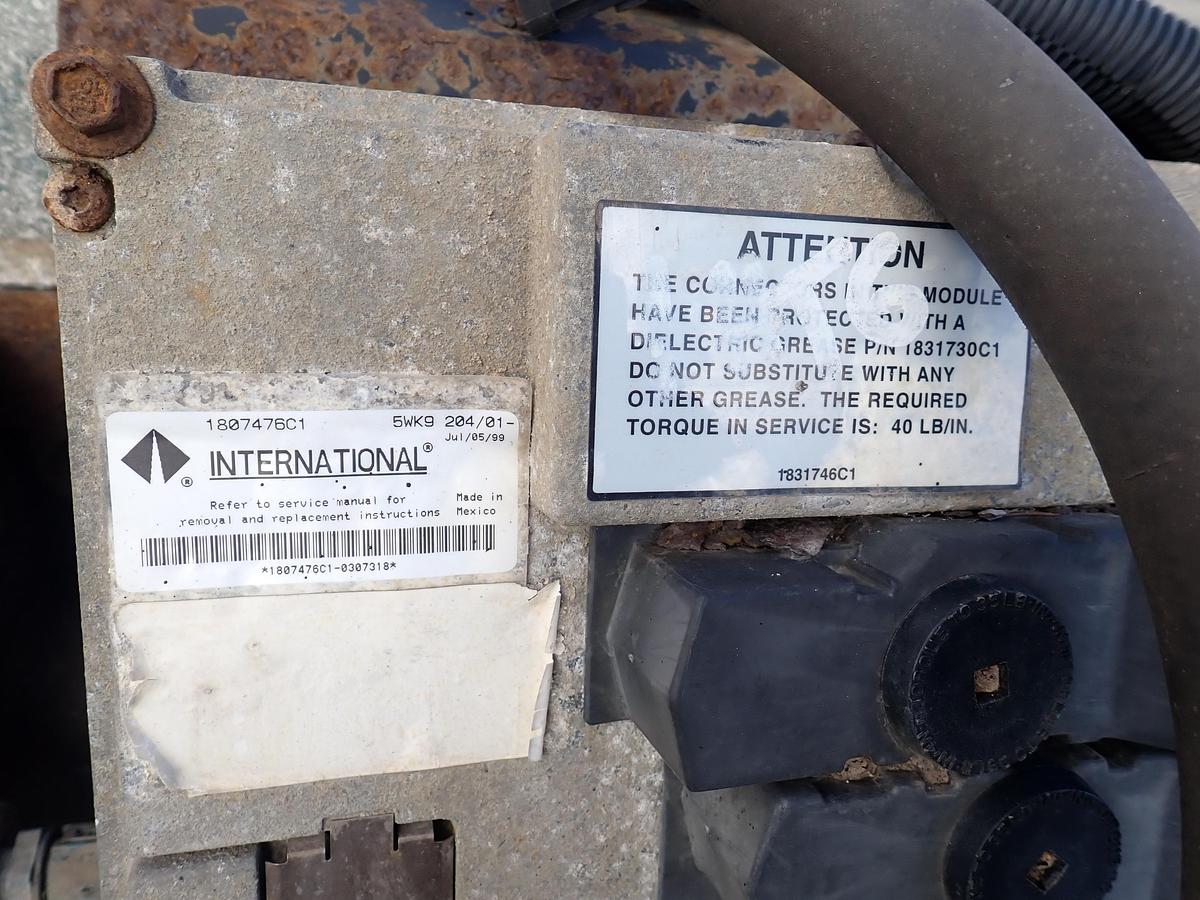 1807476C1 5WK9 204/01-
Jul/05/99
INTERNATIONAL®
®
Refer to service manual for
removal and replacement instructions
Made in
Mexico
*1807476C1-0307318*
ATTENTION
THE CONNECTORS IN THIS MODULE
HAVE BEEN PROTECTED WITH A
DIELECTRIC GREASE P/N 1831730C1
DO NOT SUBSTITUTE WITH ANY
OTHER GREASE. THE REQUIRED
TORQUE IN SERVICE IS: 40 LB/IN.
1831746C1